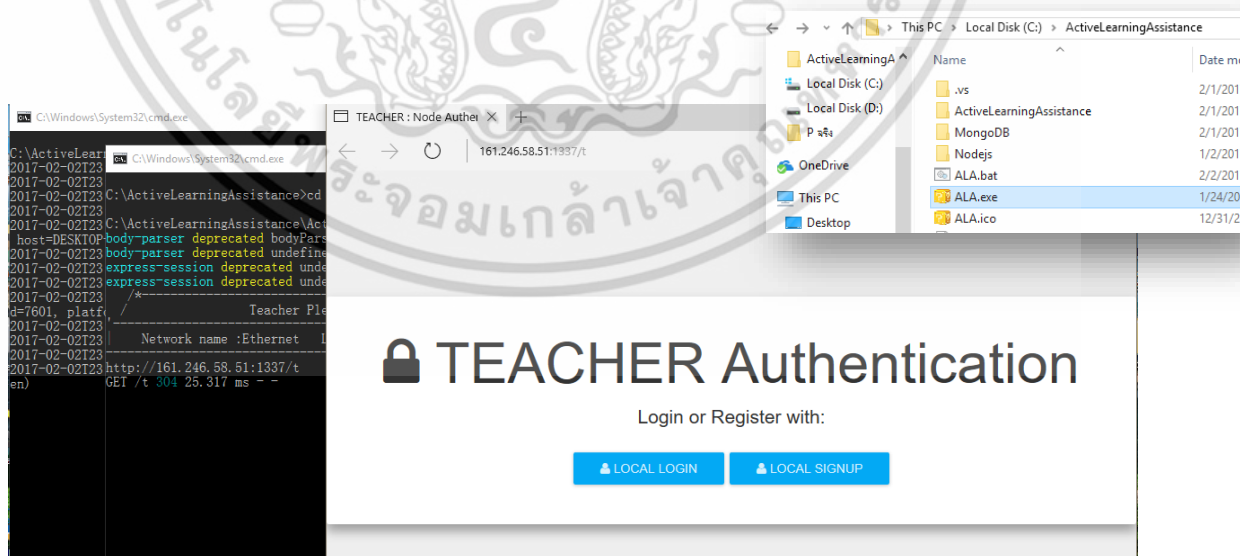 This PC > Local Disk (C:) > ActiveLearningAssistance
ActiveLearningA
Local Disk (C:)
Local Disk (D:)
P จริง
OneDrive
This PC
Desktop
Name
.vs
ActiveLearningAssistance
MongoDB
Nodejs
ALA.bat
ALA.exe
ALA.ico
Date mo
2/1/201
2/1/201
2/1/201
1/2/201
2/2/201
1/24/20
12/31/2
C:\Windows\System32\cmd.exe
C:\ActiveLear
2017-02-02T23
2017-02-02T23
2017-02-02T23
2017-02-02T23
2017-02-02T23
host=DESKTOP
2017-02-02T23
2017-02-02T23
2017-02-02T23
2017-02-02T23
2017-02-02T23
d=7601, platf
2017-02-02T23
2017-02-02T23
2017-02-02T23
2017-02-02T23
en)
C:\Windows\System32\cmd.exe
C:\ActiveLearningAssistance>cd
C:\ActiveLearningAssistance\Act
body-parser deprecated bodyPars
body-parser deprecated undefine
express-session deprecated unde
express-session deprecated unde
/*------------------------------
/ Teacher Ple
Network name :Ethernet
http://161.246.58.51:1337/t
GET /t 304 25.317 ms - -
TEACHER : Node Auther
161.246.58.51:1337/t
พระจอมเกล้าเจ้าคุณ
TEACHER Authentication
Login or Register with:
LOCAL LOGIN
LOCAL SIGNUP